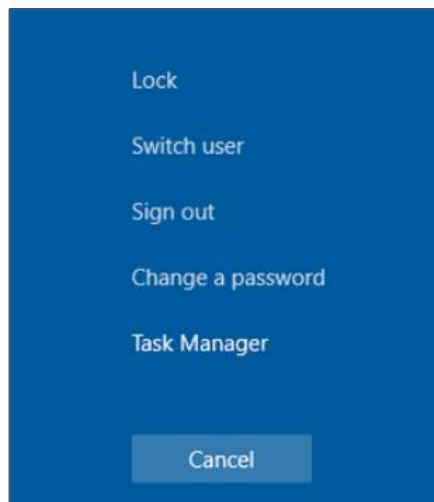 Lock
Switch user
Sign out
Change a password
Task Manager
Cancel